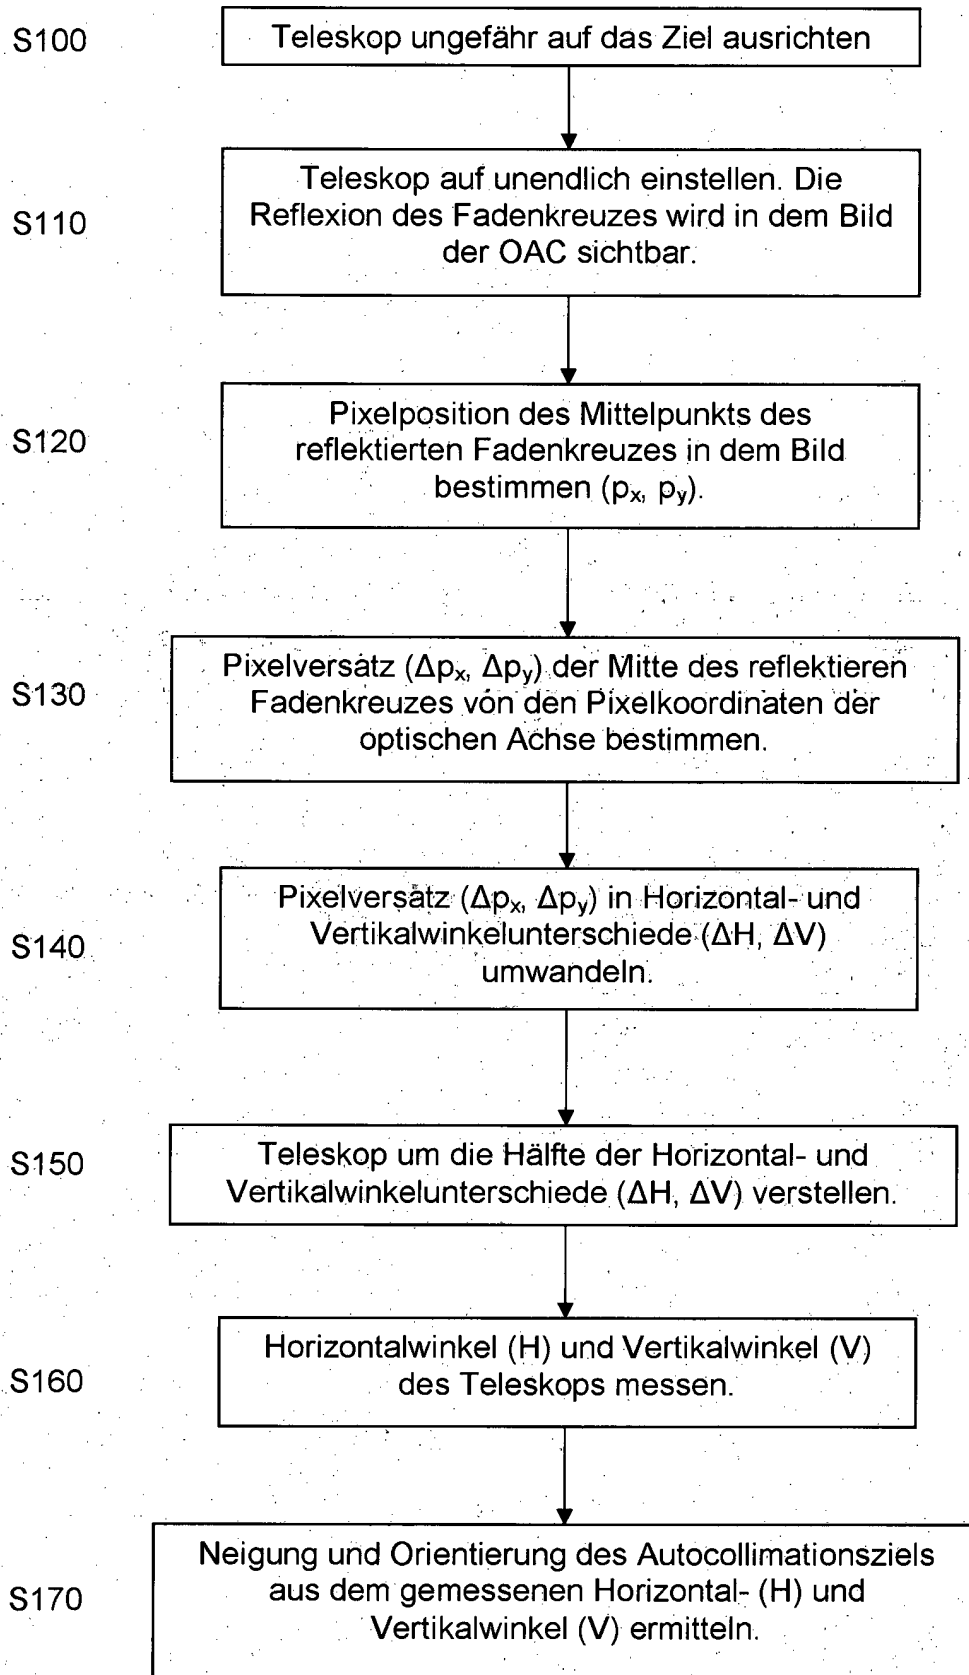 S100
Teleskop ungefähr auf das Ziel ausrichten
S110
Teleskop auf unendlich einstellen. Die
Reflexion des Fadenkreuzes wird in dem Bild
der OAC sichtbar.
S120
Pixelposition des Mittelpunkts des
reflektierten Fadenkreuzes in dem Bild
bestimmen (pₓ, p_y).
S130
Pixelversatz (Δpₓ, Δp_y) der Mitte des reflektieren
Fadenkreuzes von den Pixelkoordinaten der
optischen Achse bestimmen.
S140
Pixelversatz (Δpₓ, Δp_y) in Horizontal- und
Vertikalwinkelunterschiede (ΔH, ΔV)
umwandeln.
S150
Teleskop um die Hälfte der Horizontal- und
Vertikalwinkelunterschiede (ΔH, ΔV) verstellen.
S160
Horizontalwinkel (H) und Vertikalwinkel (V)
des Teleskops messen.
S170
Neigung und Orientierung des Autocollimationsziels
aus dem gemessenen Horizontal- (H) und
Vertikalwinkel (V) ermitteln.